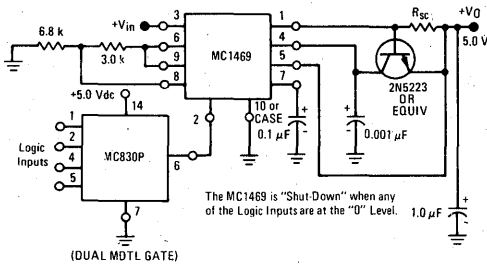 6.8 k
3.0 k
+Vin
3
6
9
8
MC1469
1
4
5
7
2
10 or
CASE
RSC
+VO
5.0 V
2N5223
OR
EQUIV
0.1 µF
+
-
0.001 µF
+
-
1.0 µF
+
-
+5.0 Vdc
14
1
2
4
5
Logic
Inputs
MC830P
6
7
(DUAL MDTL GATE)
The MC1469 is "Shut-Down" when any
of the Logic Inputs are at the "0" Level.